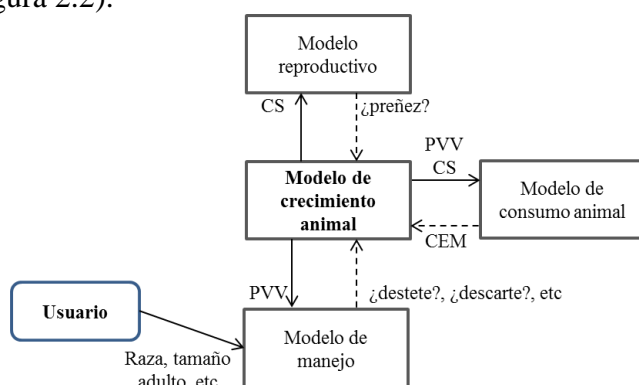 gura 2.2).
Modelo
reproductivo
CS
¿preñez?
PVV
CS
Modelo de
crecimiento
animal
Modelo de
consumo animal
CEM
PVV
¿destete?, ¿descarte?, etc
Usuario
Modelo de
manejo
Raza, tamaño
adulto, etc